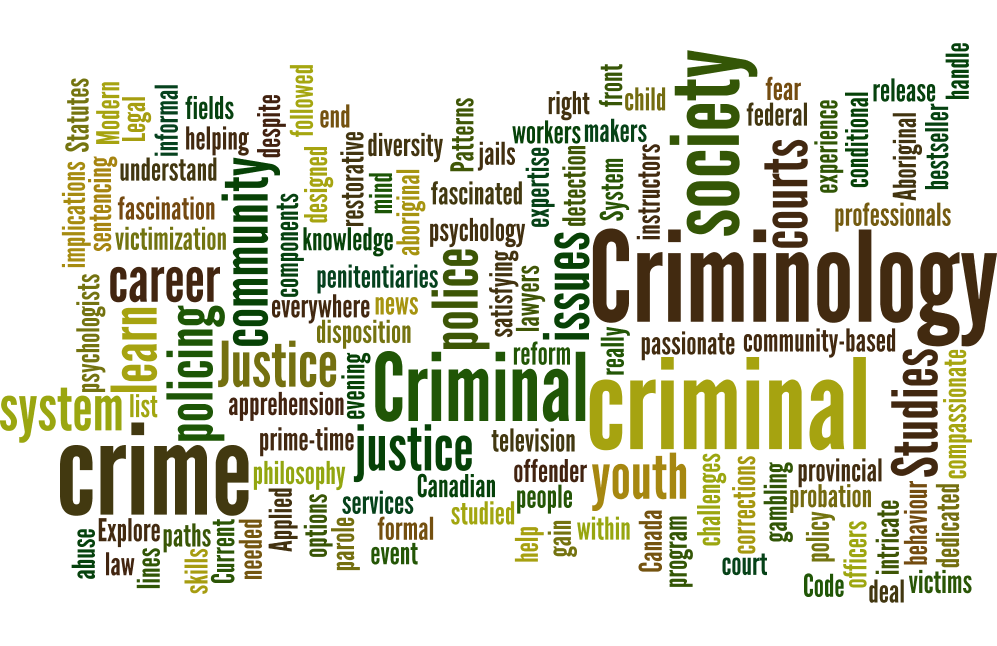 Statutes
Modern
Legal
informal
fields
helping
despite
followed
end
understand
implications
sentencing
fascination
victimization
community
components
designed
restorative
diversity
mind
aboriginal
knowledge
Patterns
jails
fascinated
psychology
workers
makers
right
front
child
expertise
detection
System
instructors
society
fear
federal
courts
experience
conditional
release
Aboriginal
bestseller
handle
professionals
Criminology
psychologists
career
learn
policing
penitentiaries
everywhere
news
disposition
police
satisfying
lawyers
issues
really
reform
passionate
community-based
Justice
apprehension
evening
Criminal
criminal
Studies
compassionate
system
list
crime
prime-time
justice
philosophy
television
offender
youth
people
services
Canadian
studied
challenges
corrections
gambling
provincial
probation
abuse
Explore
law
lines
paths
skills
Current
needed
Applied
options
parole
formal
event
help
gain
within
Canada
program
court
policy
Code
officers
intricate
deal
behaviour
dedicated
victims